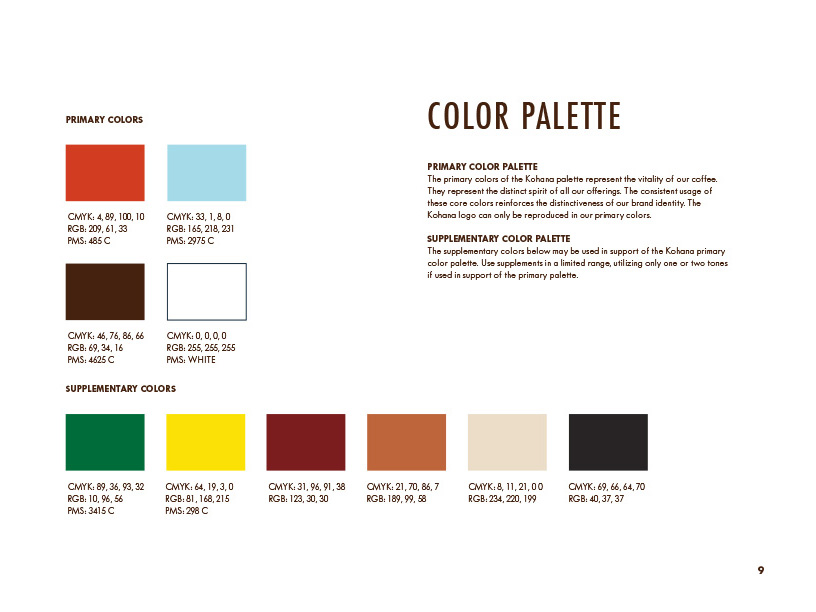 COLOR PALETTE
PRIMARY COLOR PALETTE
The primary colors of the Kohana palette represent the vitality of our coffee.
They represent the distinct spirit of all our offerings. The consistent usage of
these core colors reinforces the distinctiveness of our brand identity. The
Kohana logo can only be reproduced in our primary colors.
SUPPLEMENTARY COLOR PALETTE
The supplementary colors below may be used in support of the Kohana primary
color palette. Use supplements in a limited range, utilizing only one or two tones
if used in support of the primary palette.
PRIMARY COLORS
CMYK: 4, 89, 100, 10
RGB: 209, 61, 33
PMS: 485 C
CMYK: 33, 1, 8, 0
RGB: 165, 218, 231
PMS: 2975 C
CMYK: 46, 76, 86, 66
RGB: 69, 34, 16
PMS: 4625 C
CMYK: 0, 0, 0, 0
RGB: 255, 255, 255
PMS: WHITE
SUPPLEMENTARY COLORS
CMYK: 89, 36, 93, 32
RGB: 10, 96, 56
PMS: 3415 C
CMYK: 64, 19, 3, 0
RGB: 81, 168, 215
PMS: 298 C
CMYK: 31, 96, 91, 38
RGB: 123, 30, 30
CMYK: 21, 70, 86, 7
RGB: 189, 99, 58
CMYK: 8, 11, 21, 0 0
RGB: 234, 220, 199
CMYK: 69, 66, 64, 70
RGB: 40, 37, 37
9